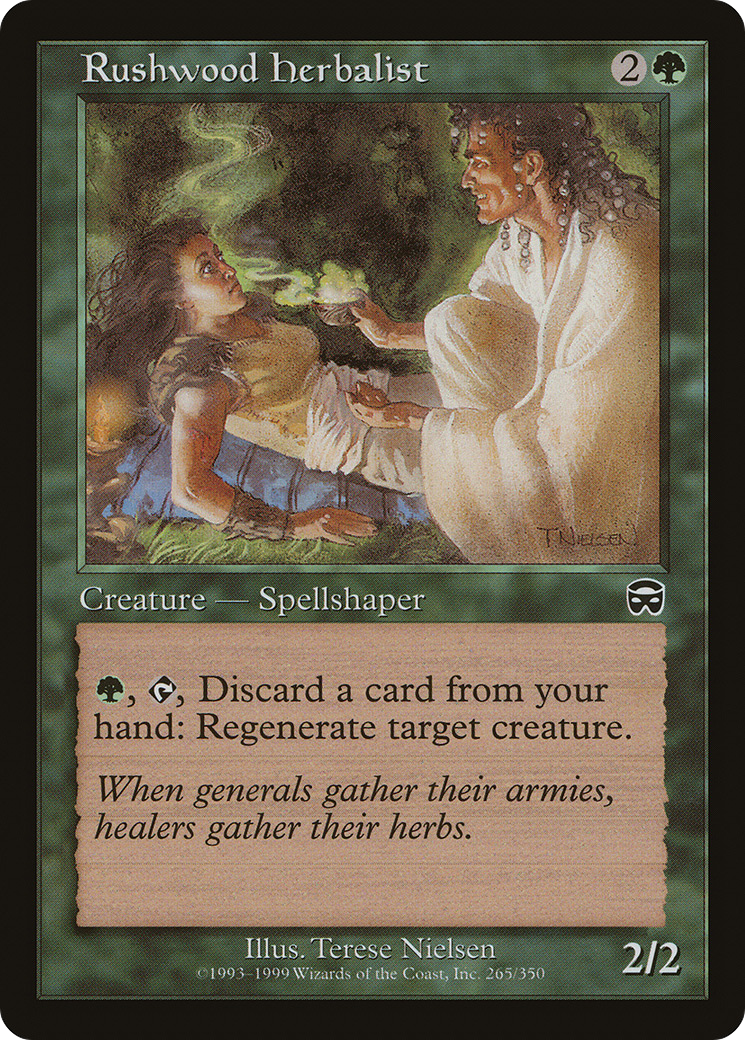 Rushwood Herbalist
2
T. NIELSEN
Creature — Spellshaper
, , Discard a card from your
hand: Regenerate target creature.
When generals gather their armies,
healers gather their herbs.
Illus. Terese Nielsen
©1993–1999 Wizards of the Coast, Inc. 265/350
2/2